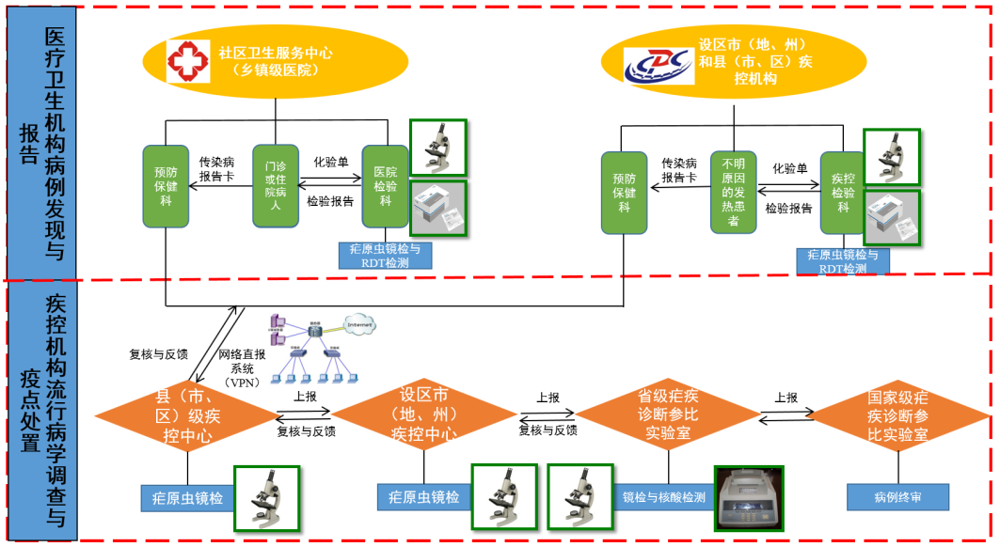 医疗卫生机构病例发现与
报告
社区卫生服务中心
（乡镇级医院）
预防
保健
科
传染病
报告卡
门诊
或住
院病
人
化验单
检验报告
医院
检验
科
疟原虫镜检与
RDT检测
CDC
设区市（地、州）
和县（市、区）疾
控机构
预防
保健
科
传染病
报告卡
不明
原因
的发
热患
者
化验单
检验报告
疾控
检验
科
疟原虫镜检与
RDT检测
疾控机构流行病学调查与
疫点处置
复核与反馈
网络直报
系统
（VPN）
Internet
县（市、
区）级疾
控中心
上报
复核与反馈
设区市
（地、州）
疾控中心
上报
复核与反馈
省级疟疾
诊断参比
实验室
上报
国家级疟
疾诊断参
比实验室
疟原虫镜检
疟原虫镜检
镜检与核酸检测
病例终审